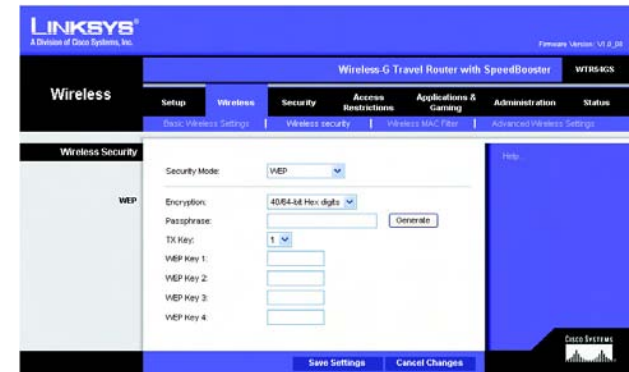 LINKSYS®
A Division of Cisco Systems, Inc.
Firmware Version: V1.0_04
Wireless-G Travel Router with SpeedBooster WTR54GS
Wireless
Setup Wireless Security Access Restrictions Applications & Gaming Administration Status
Basic Wireless Settings | Wireless security | Wireless MAC Filter | Advanced Wireless Settings
Wireless Security
Help...
Security Mode: WEP
WEP
Encryption: 40/64-bit Hex digits
Passphrase: Generate
TX Key: 1
WEP Key 1:
WEP Key 2:
WEP Key 3:
WEP Key 4:
CISCO SYSTEMS
Save Settings Cancel Changes